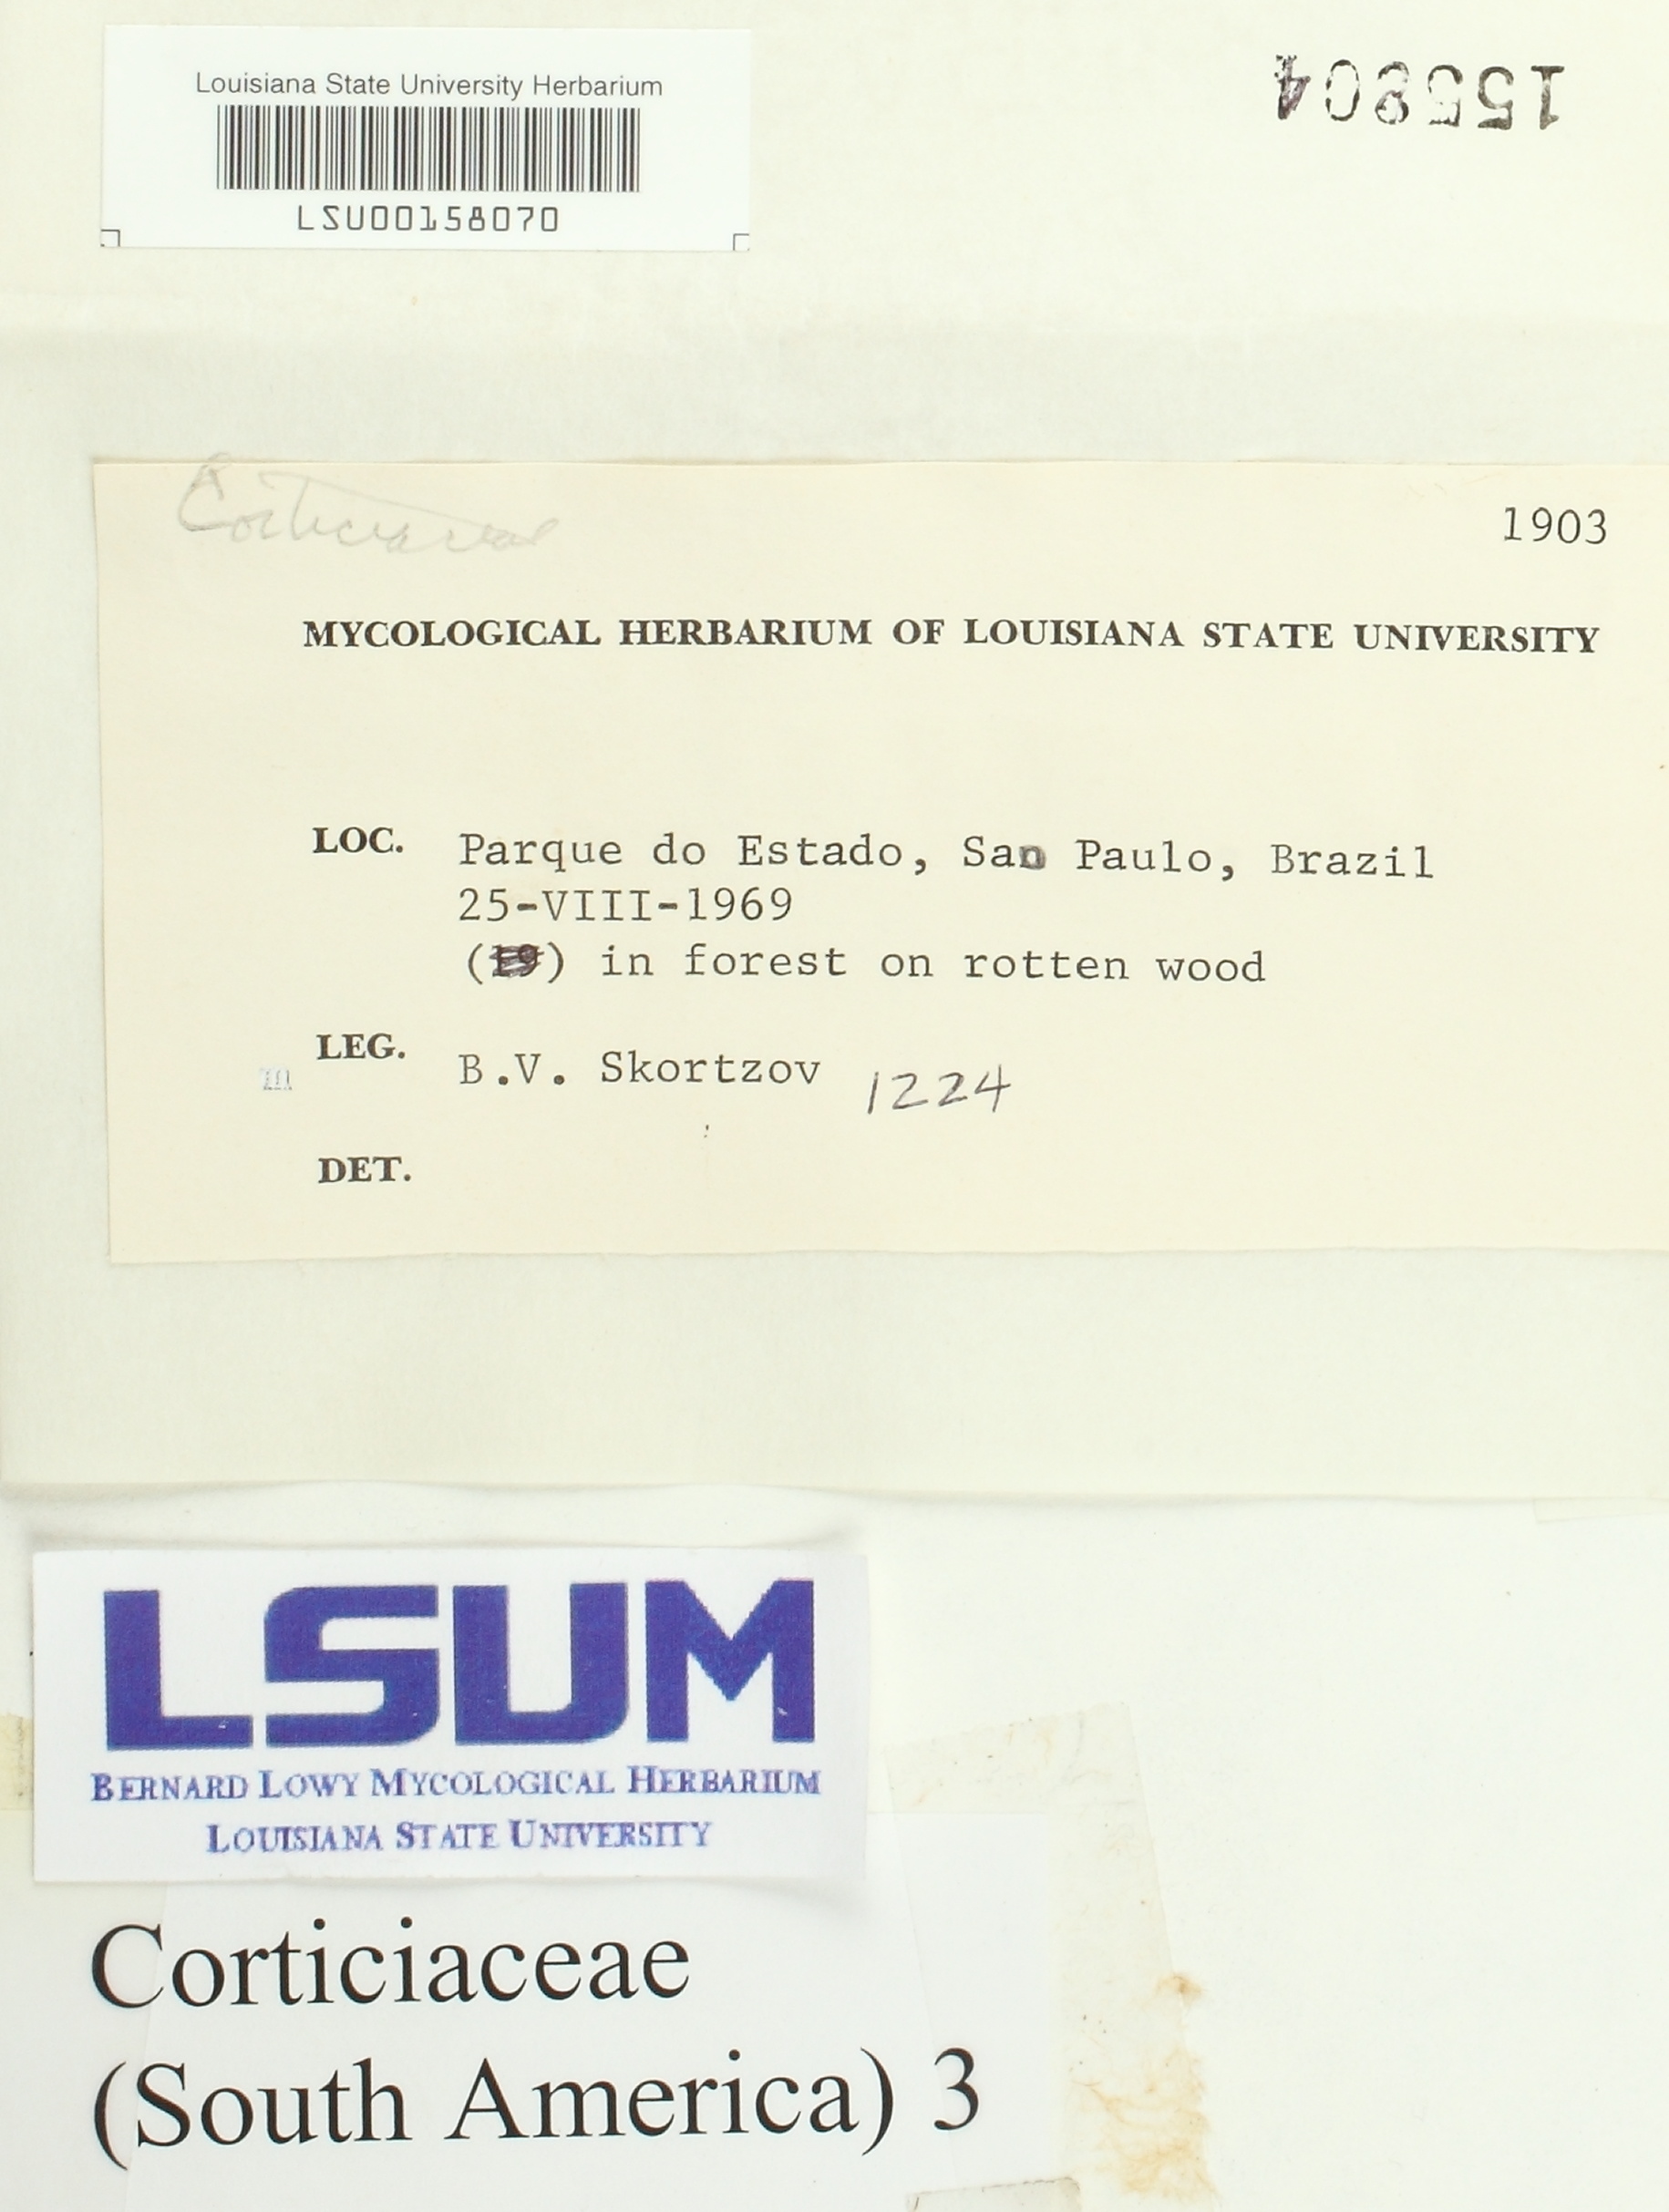 Louisiana State University Herbarium
LSU00158070
155804
Corticiaceae
1903
MYCOLOGICAL HERBARIUM OF LOUISIANA STATE UNIVERSITY
LOC. Parque do Estado, Sao Paulo, Brazil
25-VIII-1969
(19) in forest on rotten wood
LEG. B.V. Skortzov 1224
DET.
LSUM
BERNARD LOWY MYCOLOGICAL HERBARIUM
LOUISIANA STATE UNIVERSITY
Corticiaceae
(South America) 3